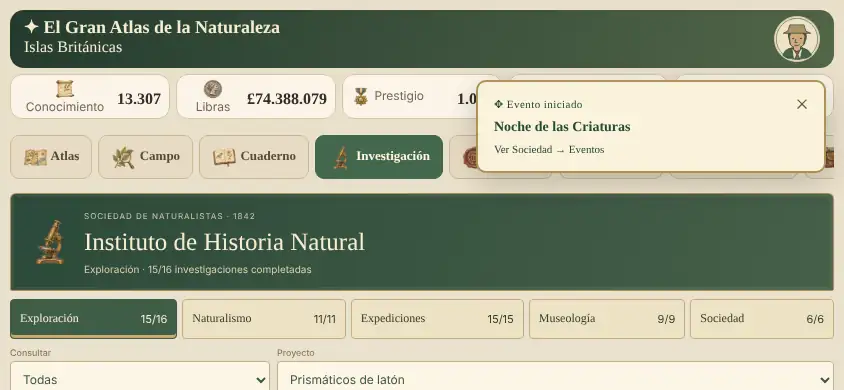 ✦ El Gran Atlas de la Naturaleza
Islas Británicas
Conocimiento 13.307
Libras £74.388.079
Prestigio 1.0
✥ Evento iniciado
Noche de las Criaturas
Ver Sociedad → Eventos
Atlas
Campo
Cuaderno
Investigación
SOCIEDAD DE NATURALISTAS · 1842
Instituto de Historia Natural
Exploración · 15/16 investigaciones completadas
Exploración 15/16
Naturalismo 11/11
Expediciones 15/15
Museología 9/9
Sociedad 6/6
Consultar
Proyecto
Todas
Prismáticos de latón